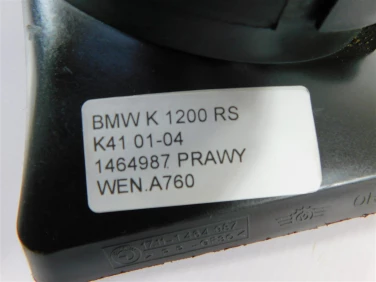 BMW K 1200 RS
K41 01-04
1464987 PRAWY
WEN.A760